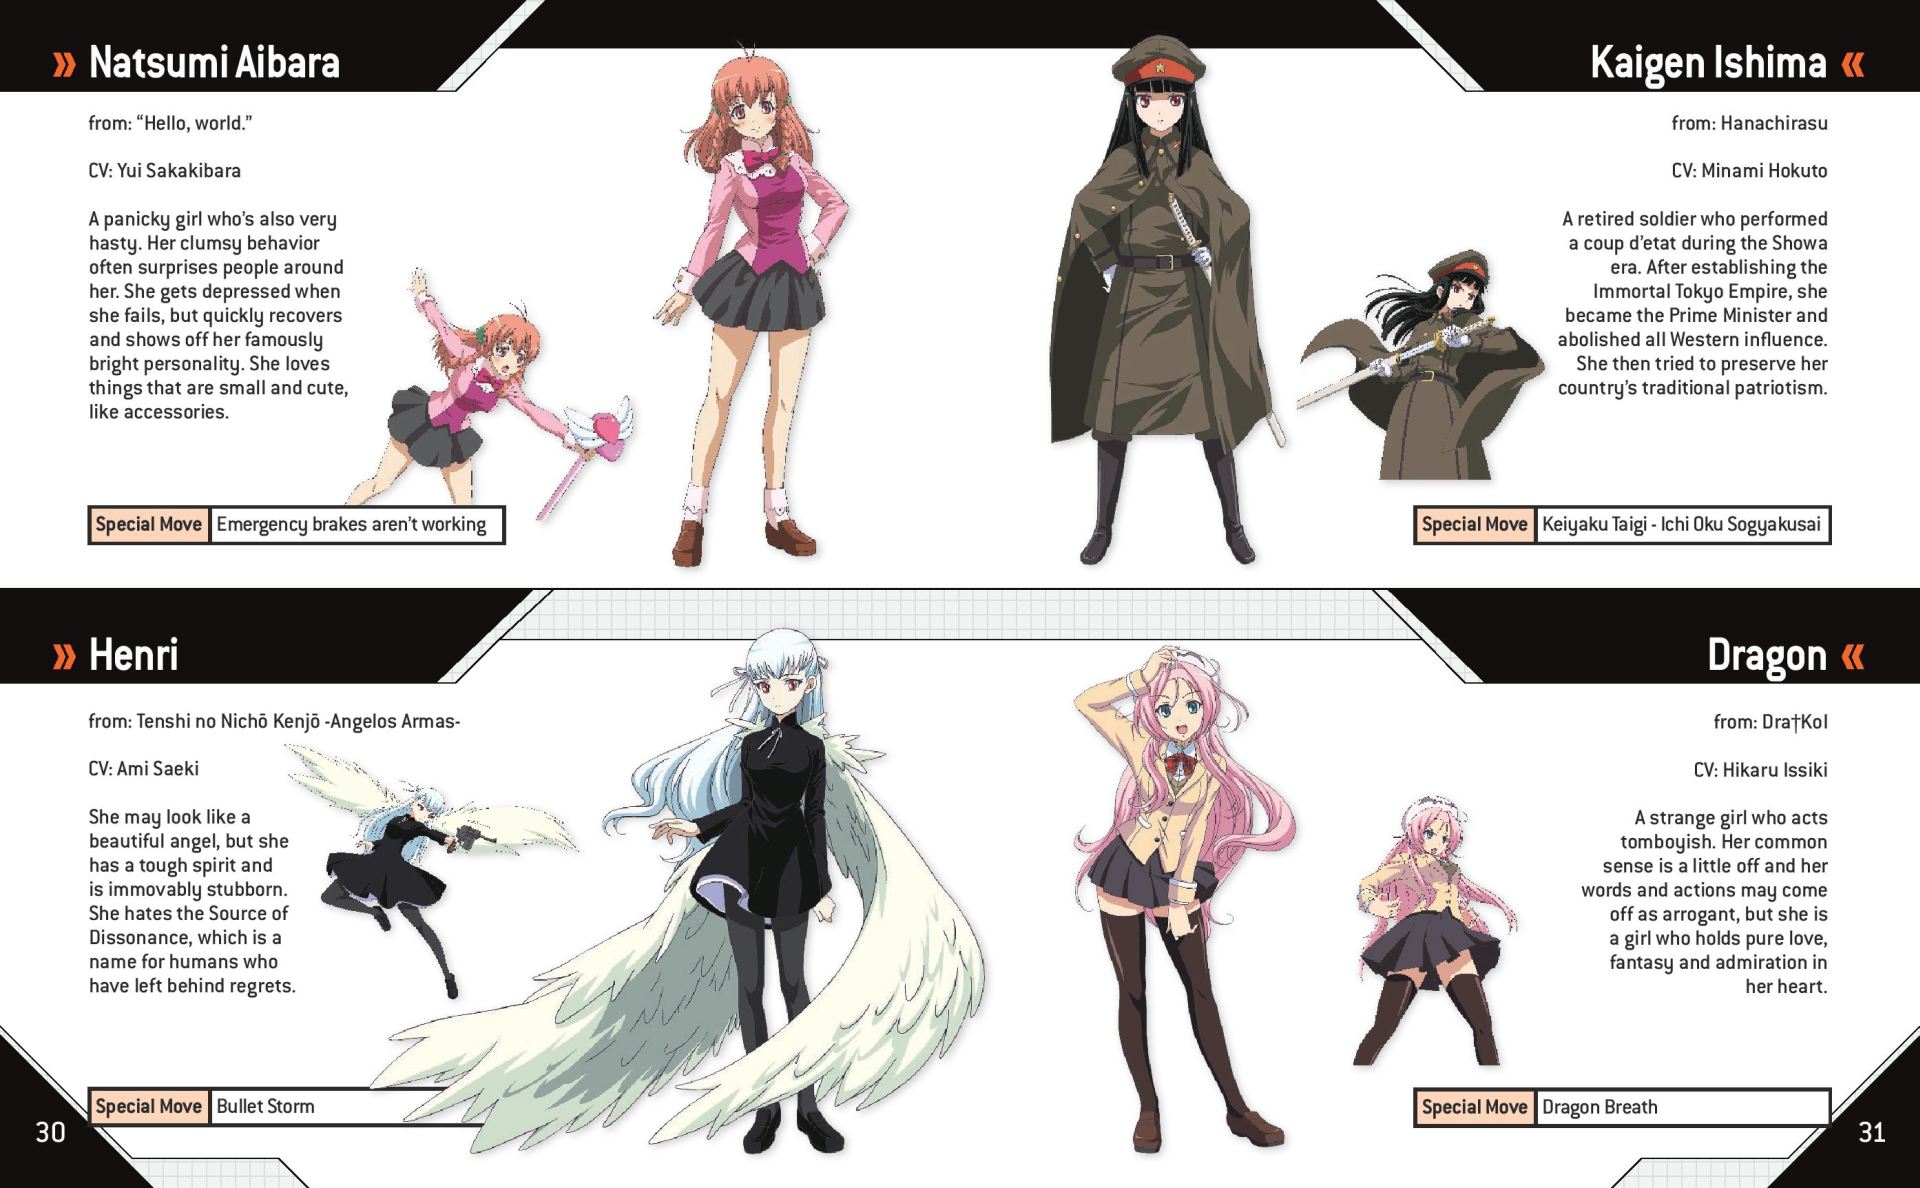 Natsumi Aibara
from: “Hello, world.”
CV: Yui Sakakibara
A panicky girl who’s also very
hasty. Her clumsy behavior
often surprises people around
her. She gets depressed when
she fails, but quickly recovers
and shows off her famously
bright personality. She loves
things that are small and cute,
like accessories.
Special Move Emergency brakes aren’t working
Kaigen Ishima
from: Hanachirasu
CV: Minami Hokuto
A retired soldier who performed
a coup d’etat during the Showa
era. After establishing the
Immortal Tokyo Empire, she
became the Prime Minister and
abolished all Western influence.
She then tried to preserve her
country’s traditional patriotism.
Special Move Keiyaku Taigi - Ichi Oku Sogyakusai
Henri
from: Tenshi no Nichō Kenjō -Angelos Armas-
CV: Ami Saeki
She may look like a
beautiful angel, but she
has a tough spirit and
is immovably stubborn.
She hates the Source of
Dissonance, which is a
name for humans who
have left behind regrets.
Special Move Bullet Storm
30
Dragon
from: Dra†KoI
CV: Hikaru Issiki
A strange girl who acts
tomboyish. Her common
sense is a little off and her
words and actions may come
off as arrogant, but she is
a girl who holds pure love,
fantasy and admiration in
her heart.
Special Move Dragon Breath
31